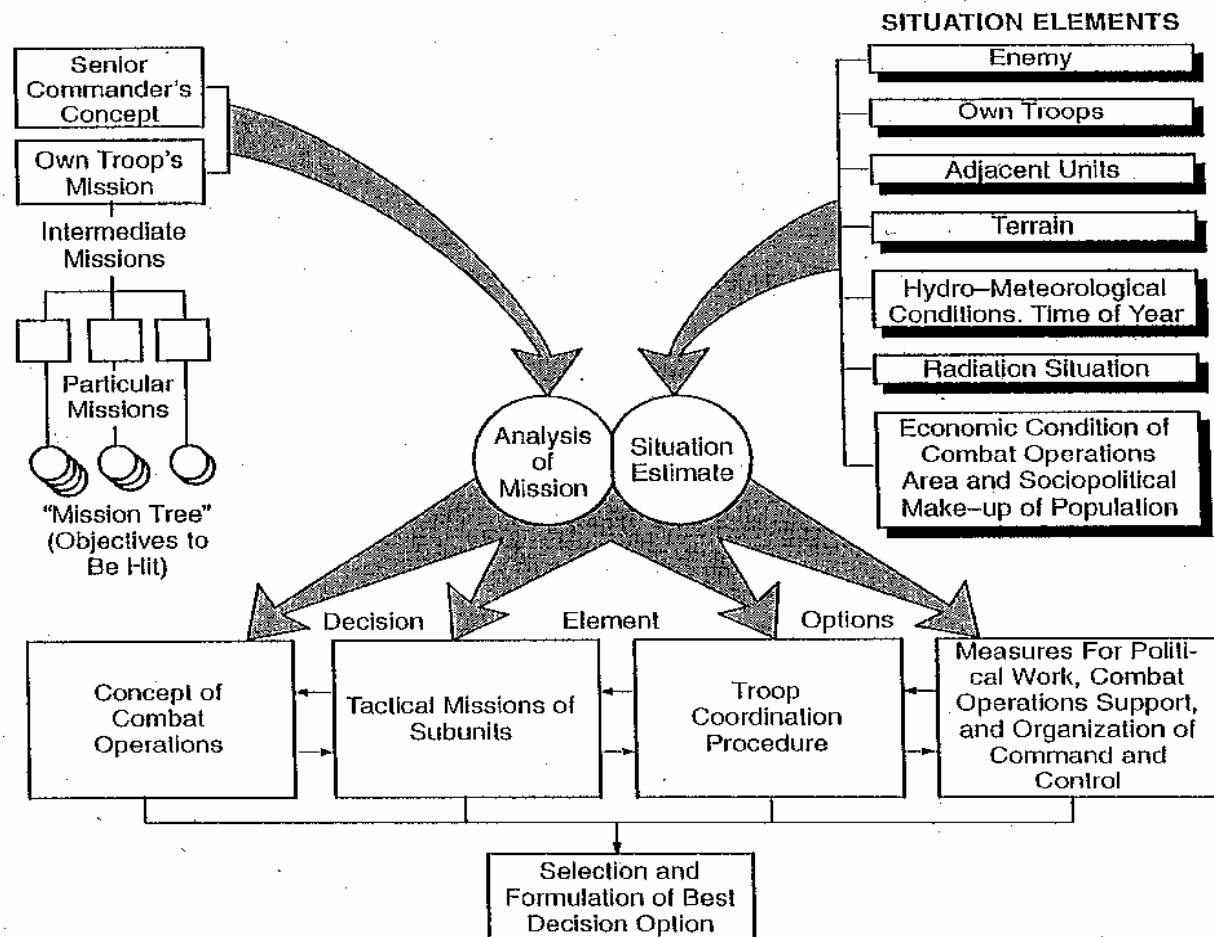 SITUATION ELEMENTS
Senior
Commander's
Concept
Own Troop's
Mission
Intermediate
Missions
Particular
Missions
"Mission Tree"
(Objectives to
Be Hit)
Enemy
Own Troops
Adjacent Units
Terrain
Hydro–Meteorological
Conditions. Time of Year
Radiation Situation
Economic Condition of
Combat Operations
Area and Sociopolitical
Make–up of Population
Analysis
of
Mission
Situation
Estimate
Decision Element Options
Concept of
Combat
Operations
Tactical Missions of
Subunits
Troop
Coordination
Procedure
Measures For Politi-
cal Work, Combat
Operations Support,
and Organization of
Command and
Control
Selection and
Formulation of Best
Decision Option